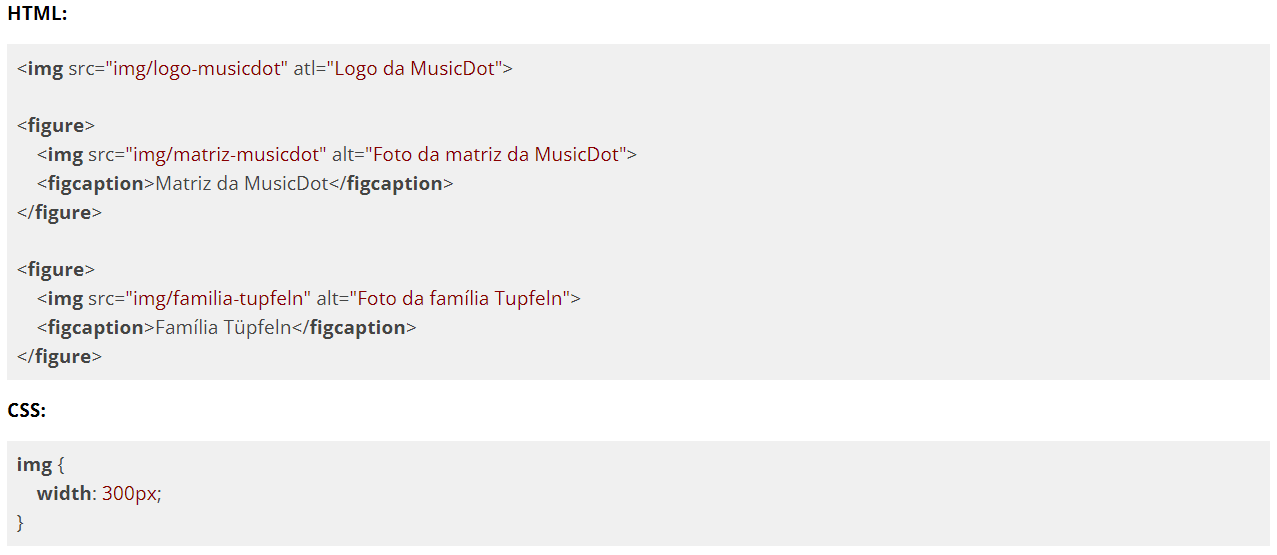 HTML:
<img src="img/logo-musicdot" atl="Logo da MusicDot">
<figure>
<img src="img/matriz-musicdot" alt="Foto da matriz da MusicDot">
<figcaption>Matriz da MusicDot</figcaption>
</figure>
<figure>
<img src="img/familia-tupfeln" alt="Foto da família Tupfeln">
<figcaption>Família Tüpfeln</figcaption>
</figure>
CSS:
img {
width: 300px;
}